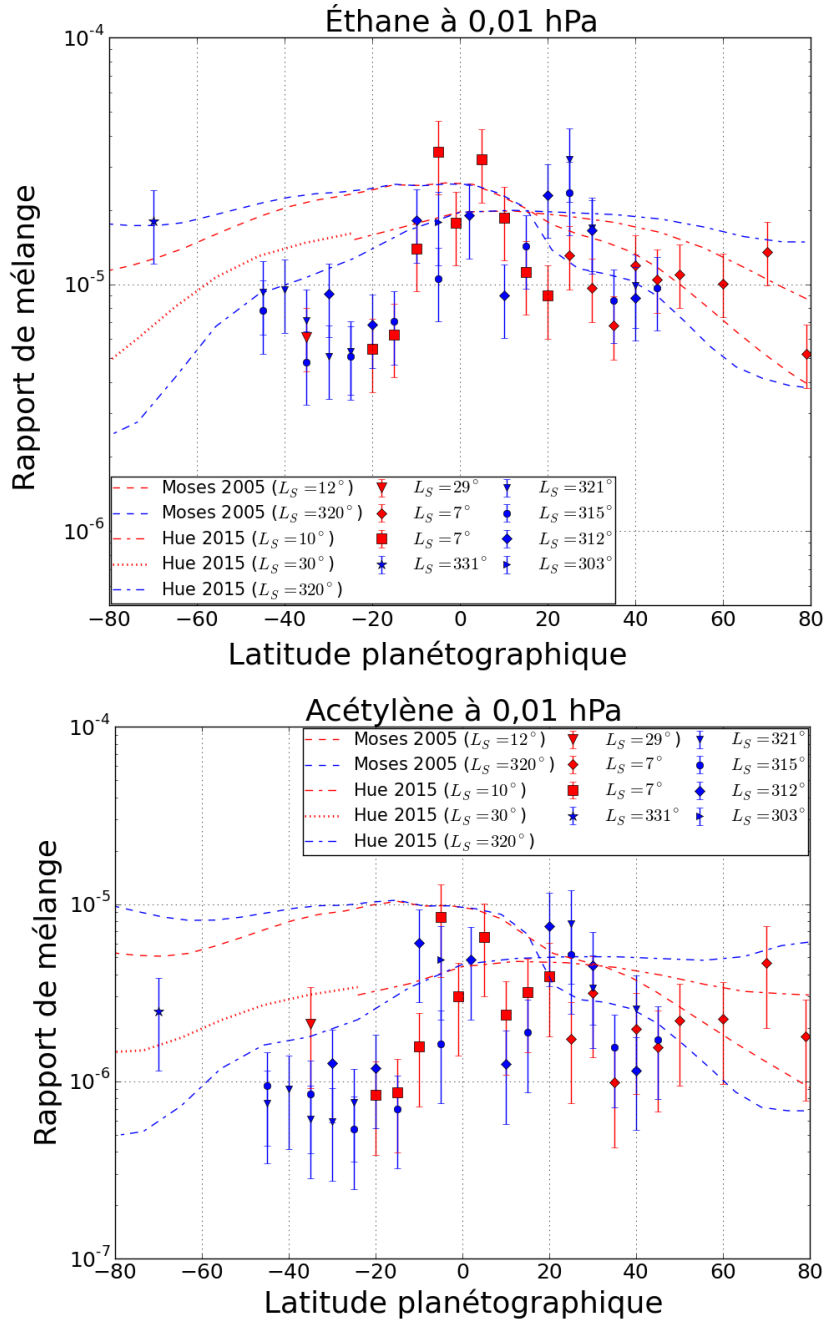 Éthane à 0,01 hPa
10⁻⁴
10⁻⁵
10⁻⁶
Rapport de mélange
Moses 2005 (L_S =12°)
Moses 2005 (L_S =320°)
Hue 2015 (L_S =10°)
Hue 2015 (L_S =30°)
Hue 2015 (L_S =320°)
L_S =29°
L_S =7°
L_S =7°
L_S =331°
L_S =321°
L_S =315°
L_S =312°
L_S =303°
−80 −60 −40 −20 0 20 40 60 80
Latitude planétographique
Acétylène à 0,01 hPa
10⁻⁴
10⁻⁵
10⁻⁶
10⁻⁷
Rapport de mélange
Moses 2005 (L_S =12°)
Moses 2005 (L_S =320°)
Hue 2015 (L_S =10°)
Hue 2015 (L_S =30°)
Hue 2015 (L_S =320°)
L_S =29°
L_S =7°
L_S =7°
L_S =331°
L_S =321°
L_S =315°
L_S =312°
L_S =303°
−80 −60 −40 −20 0 20 40 60 80
Latitude planétographique